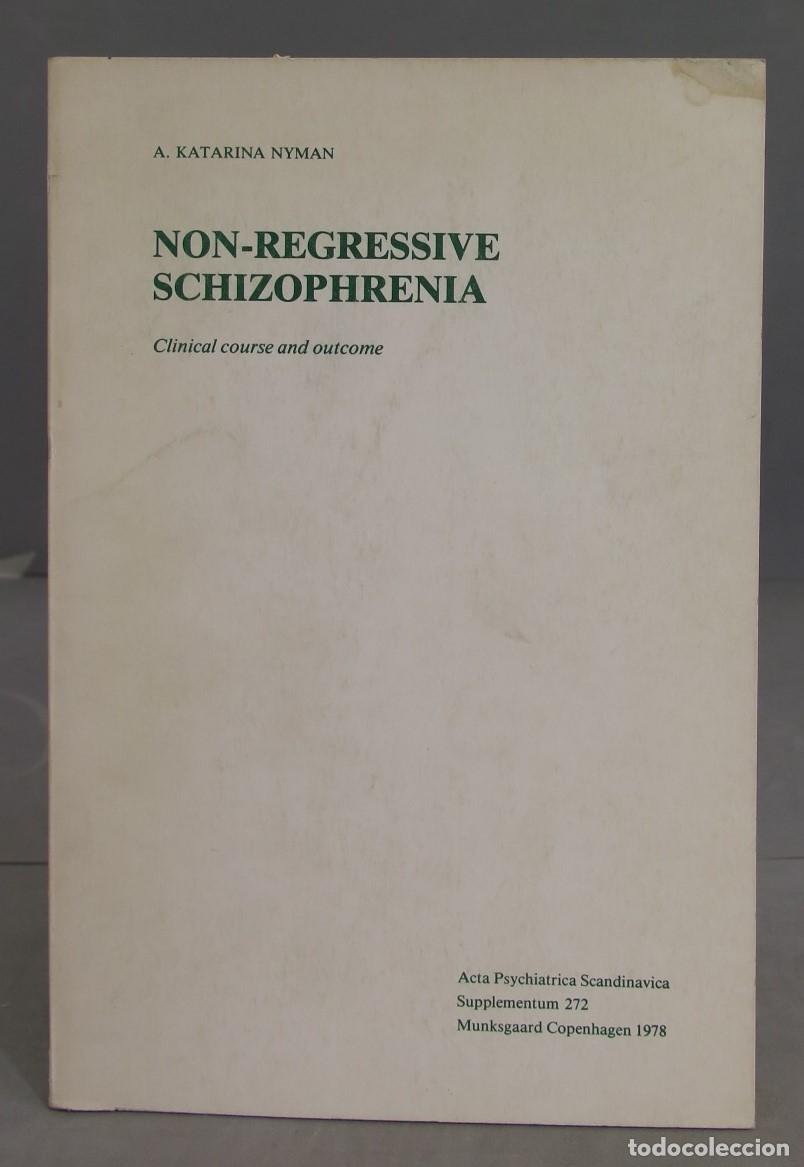 A. KATARINA NYMAN
NON-REGRESSIVE
SCHIZOPHRENIA
Clinical course and outcome
Acta Psychiatrica Scandinavica
Supplementum 272
Munksgaard Copenhagen 1978
todocoleccion